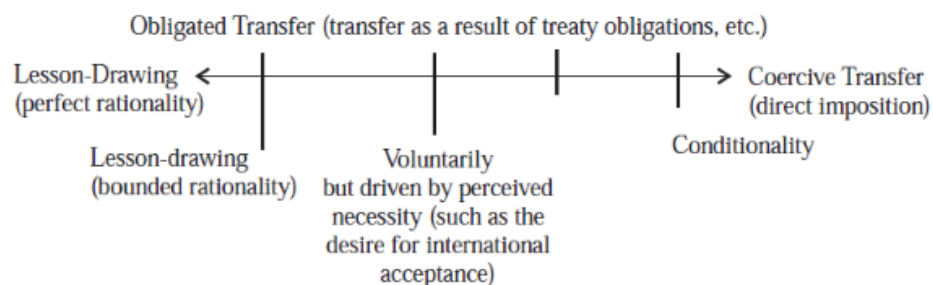 Obligated Transfer (transfer as a result of treaty obligations, etc.)
Lesson-Drawing
(perfect rationality)
Coercive Transfer
(direct imposition)
Lesson-drawing
(bounded rationality)
Voluntarily
but driven by perceived
necessity (such as the
desire for international
acceptance)
Conditionality